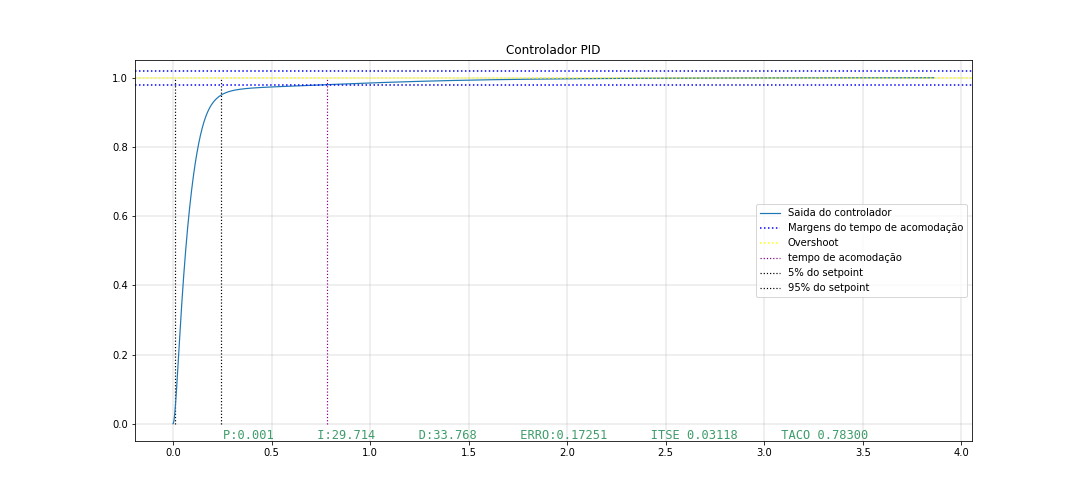 Controlador PID
1.0
0.8
0.6
0.4
0.2
0.0
Saida do controlador
Margens do tempo de acomodação
Overshoot
tempo de acomodação
5% do setpoint
95% do setpoint
P:0.001 I:29.714 D:33.768 ERRO:0.17251 ITSE 0.03118 TACO 0.78300
0.0 0.5 1.0 1.5 2.0 2.5 3.0 3.5 4.0